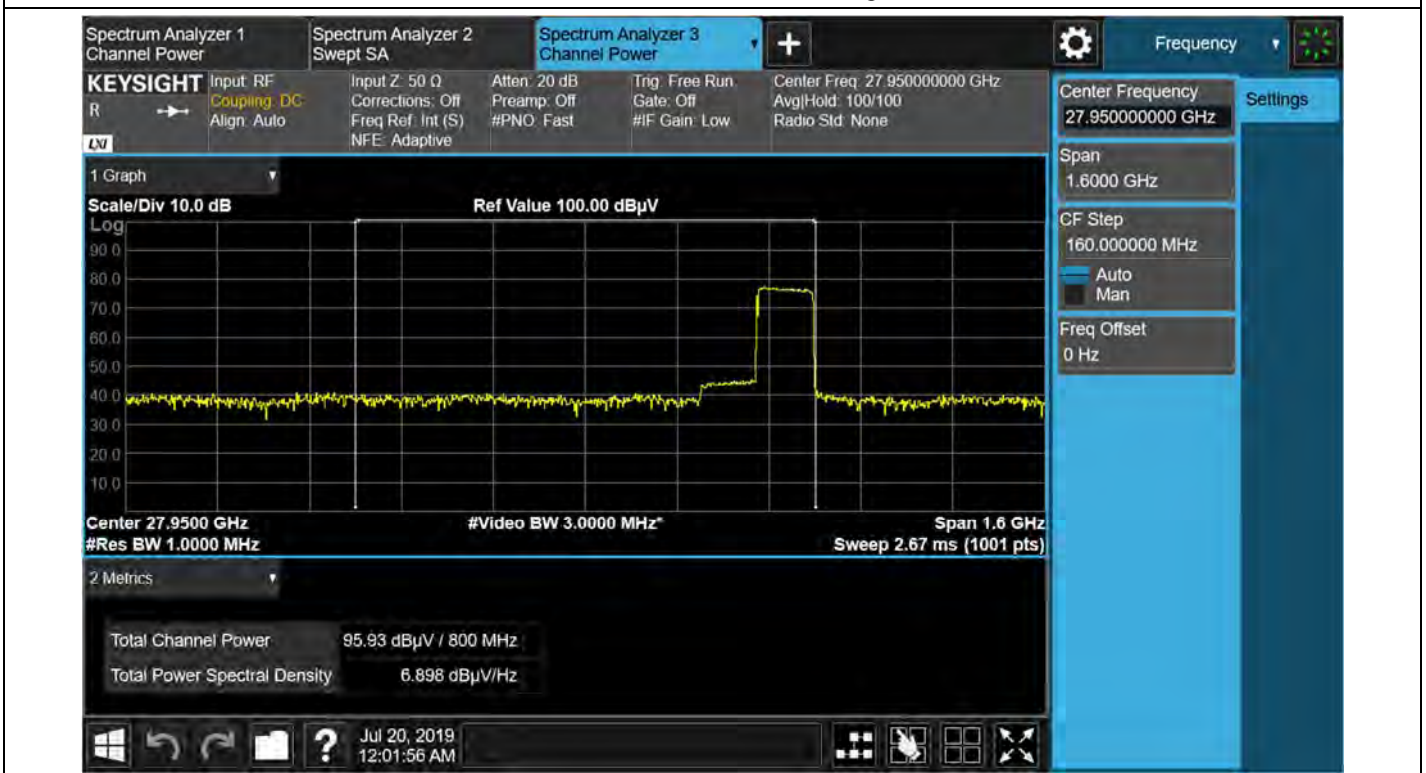 Spectrum Analyzer 1
Channel Power
Spectrum Analyzer 2
Swept SA
Spectrum Analyzer 3
Channel Power
Frequency
KEYSIGHT
R
LXI
Input: RF
Coupling: DC
Align: Auto
Input Z: 50 Ω
Corrections: Off
Freq Ref: Int (S)
NFE: Adaptive
Atten: 20 dB
Preamp: Off
#PNO: Fast
Trig: Free Run
Gate: Off
#IF Gain: Low
Center Freq: 27.950000000 GHz
Avg|Hold: 100/100
Radio Std: None
Center Frequency
27.950000000 GHz
Settings
Span
1.6000 GHz
CF Step
160.000000 MHz
Auto
Man
Freq Offset
0 Hz
1 Graph
Scale/Div 10.0 dB
Ref Value 100.00 dBµV
Log
90.0
80.0
70.0
60.0
50.0
40.0
30.0
20.0
10.0
Center 27.9500 GHz
#Video BW 3.0000 MHz*
Span 1.6 GHz
#Res BW 1.0000 MHz
Sweep 2.67 ms (1001 pts)
2 Metrics
Total Channel Power 95.93 dBµV / 800 MHz
Total Power Spectral Density 6.898 dBµV/Hz
?
Jul 20, 2019
12:01:56 AM